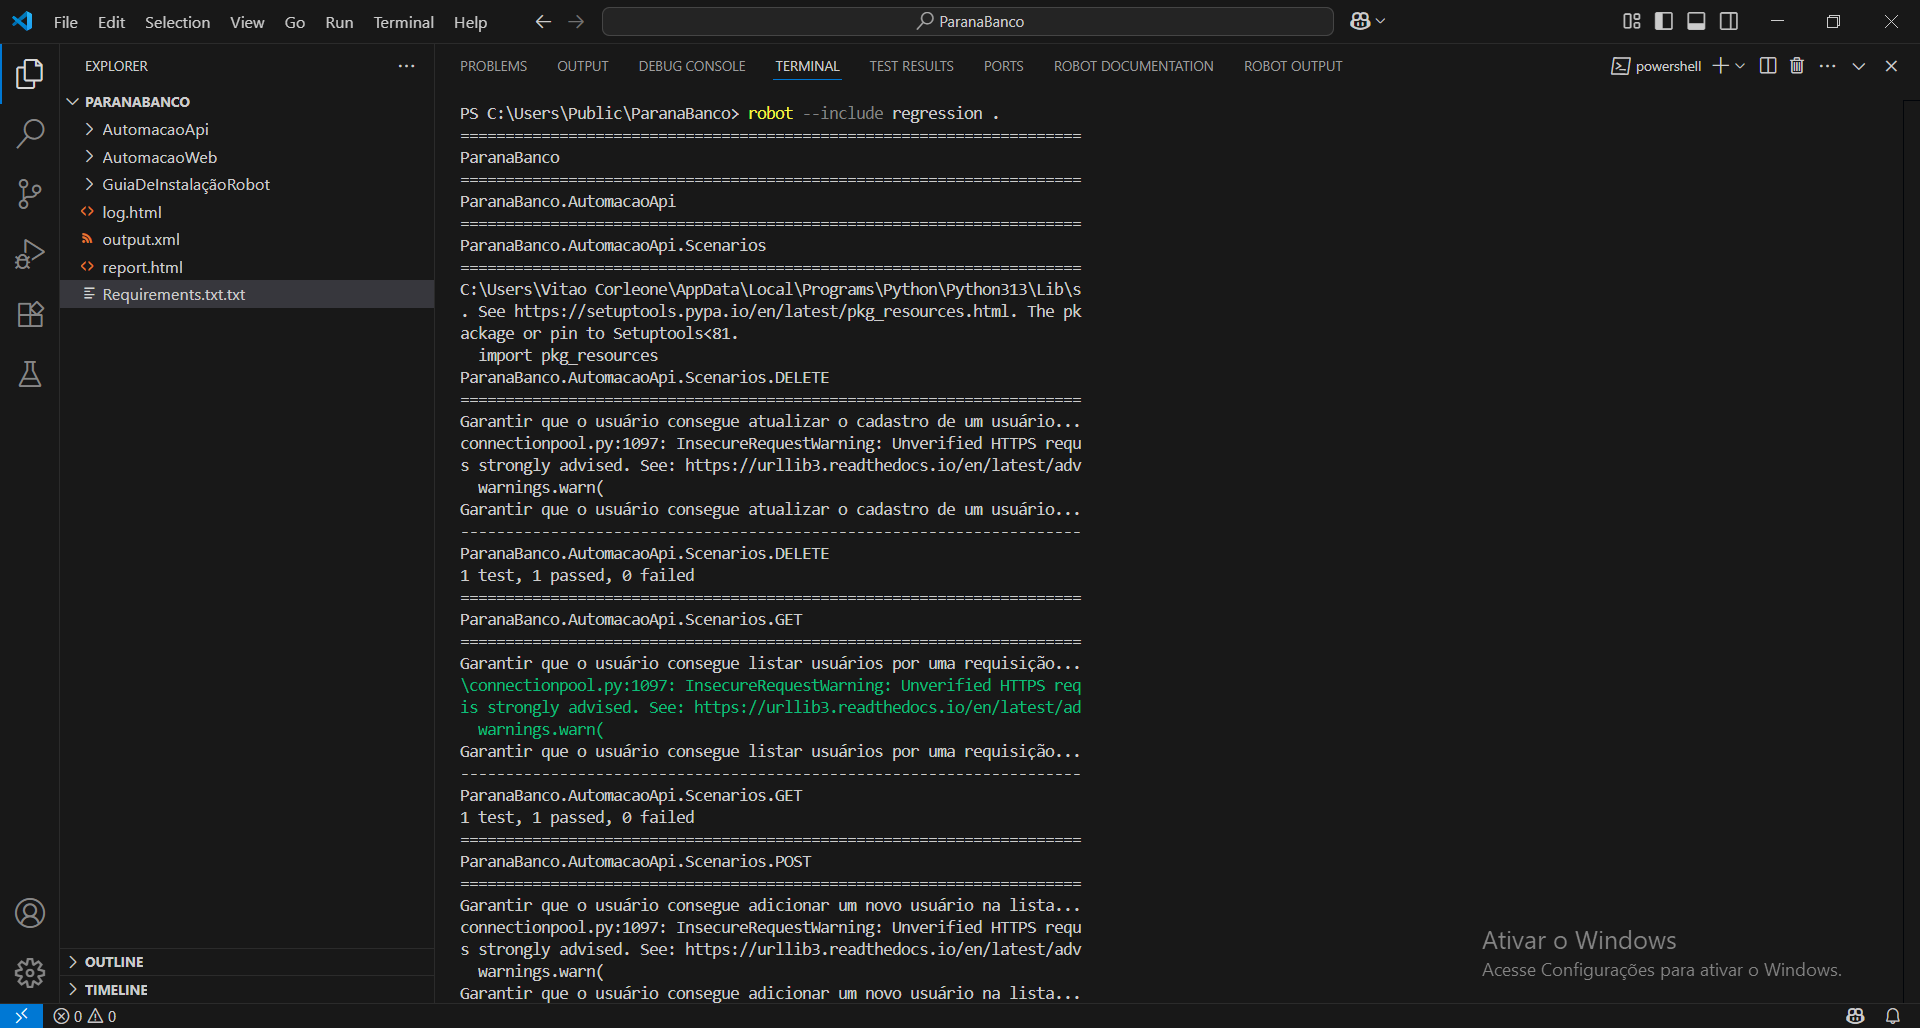 File Edit Selection View Go Run Terminal Help
ParanaBanco
EXPLORER
PARANABANCO
AutomacaoApi
AutomacaoWeb
GuiaDeInstalaçãoRobot
log.html
output.xml
report.html
Requirements.txt.txt
OUTLINE
TIMELINE
PROBLEMS OUTPUT DEBUG CONSOLE TERMINAL TEST RESULTS PORTS ROBOT DOCUMENTATION ROBOT OUTPUT
powershell
PS C:\Users\Public\ParanaBanco> robot --include regression .
=====================================================================
ParanaBanco
=====================================================================
ParanaBanco.AutomacaoApi
=====================================================================
ParanaBanco.AutomacaoApi.Scenarios
=====================================================================
C:\Users\Vitao Corleone\AppData\Local\Programs\Python\Python313\Lib\s
. See https://setuptools.pypa.io/en/latest/pkg_resources.html. The pk
ackage or pin to Setuptools<81.
  import pkg_resources
ParanaBanco.AutomacaoApi.Scenarios.DELETE
=====================================================================
Garantir que o usuário consegue atualizar o cadastro de um usuário...
connectionpool.py:1097: InsecureRequestWarning: Unverified HTTPS requ
s strongly advised. See: https://urllib3.readthedocs.io/en/latest/adv
  warnings.warn(
Garantir que o usuário consegue atualizar o cadastro de um usuário...
---------------------------------------------------------------------
ParanaBanco.AutomacaoApi.Scenarios.DELETE
1 test, 1 passed, 0 failed
=====================================================================
ParanaBanco.AutomacaoApi.Scenarios.GET
=====================================================================
Garantir que o usuário consegue listar usuários por uma requisição...
\connectionpool.py:1097: InsecureRequestWarning: Unverified HTTPS req
is strongly advised. See: https://urllib3.readthedocs.io/en/latest/ad
  warnings.warn(
Garantir que o usuário consegue listar usuários por uma requisição...
---------------------------------------------------------------------
ParanaBanco.AutomacaoApi.Scenarios.GET
1 test, 1 passed, 0 failed
=====================================================================
ParanaBanco.AutomacaoApi.Scenarios.POST
=====================================================================
Garantir que o usuário consegue adicionar um novo usuário na lista...
connectionpool.py:1097: InsecureRequestWarning: Unverified HTTPS requ
s strongly advised. See: https://urllib3.readthedocs.io/en/latest/adv
  warnings.warn(
Garantir que o usuário consegue adicionar um novo usuário na lista...
Ativar o Windows
Acesse Configurações para ativar o Windows.
0 0